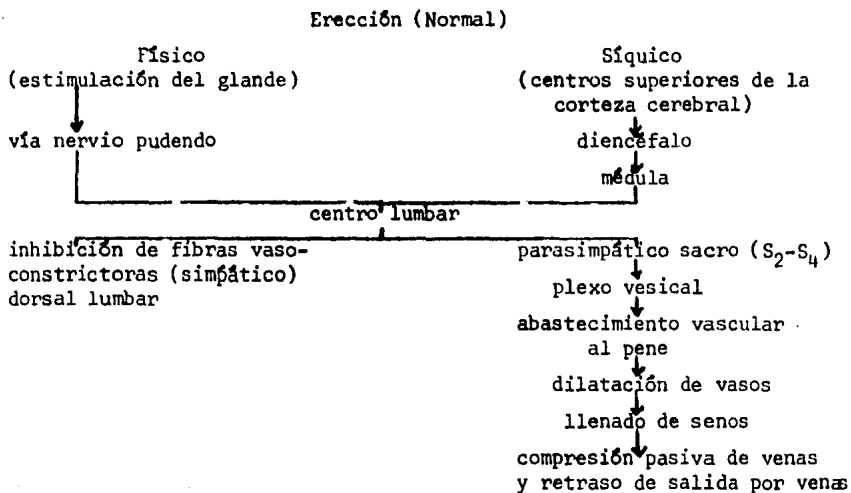 Erección (Normal)
Físico
(estimulación del glande)
vía nervio pudendo
Síquico
(centros superiores de la
corteza cerebral)
diencéfalo
médula
centro lumbar
inhibición de fibras vaso-
constrictoras (simpático)
dorsal lumbar
parasimpático sacro (S₂-S₄)
plexo vesical
abastecimiento vascular
al pene
dilatación de vasos
llenado de senos
compresión pasiva de venas
y retraso de salida por venas